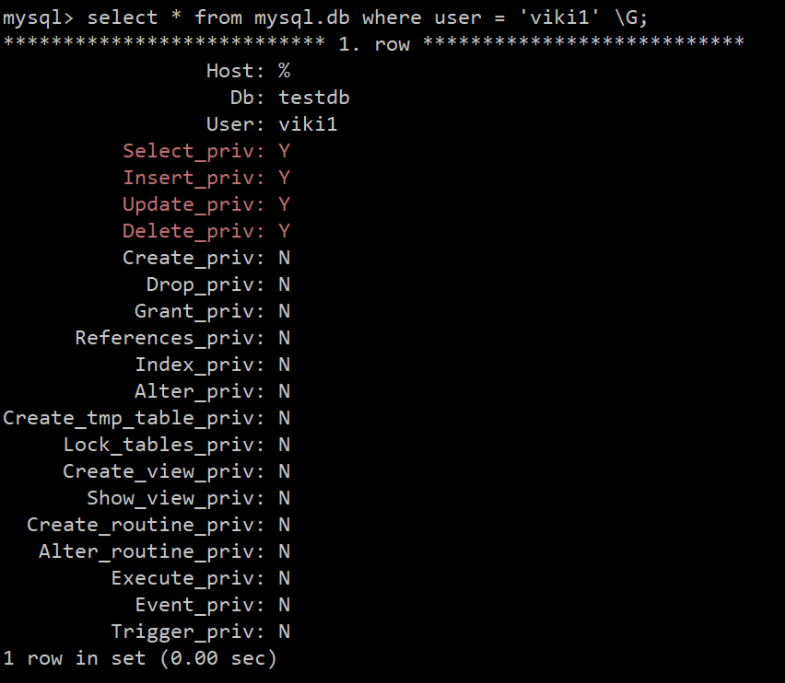 mysql> select * from mysql.db where user = 'viki1' \G;
*************************** 1. row ***************************
Host: %
Db: testdb
User: viki1
Select_priv: Y
Insert_priv: Y
Update_priv: Y
Delete_priv: Y
Create_priv: N
Drop_priv: N
Grant_priv: N
References_priv: N
Index_priv: N
Alter_priv: N
Create_tmp_table_priv: N
Lock_tables_priv: N
Create_view_priv: N
Show_view_priv: N
Create_routine_priv: N
Alter_routine_priv: N
Execute_priv: N
Event_priv: N
Trigger_priv: N
1 row in set (0.00 sec)